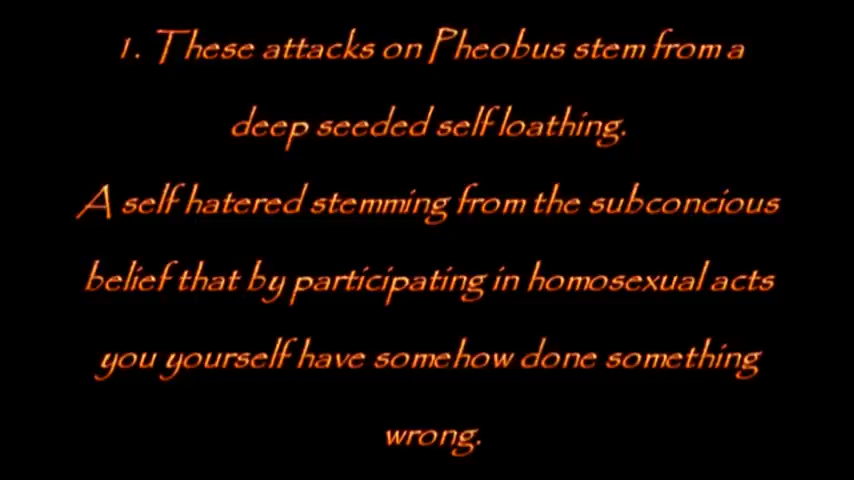 1. These attacks on Pheobus stem from a
deep seeded self loathing.
A self hatered stemming from the subconcious
belief that by participating in homosexual acts
you yourself have somehow done something
wrong.